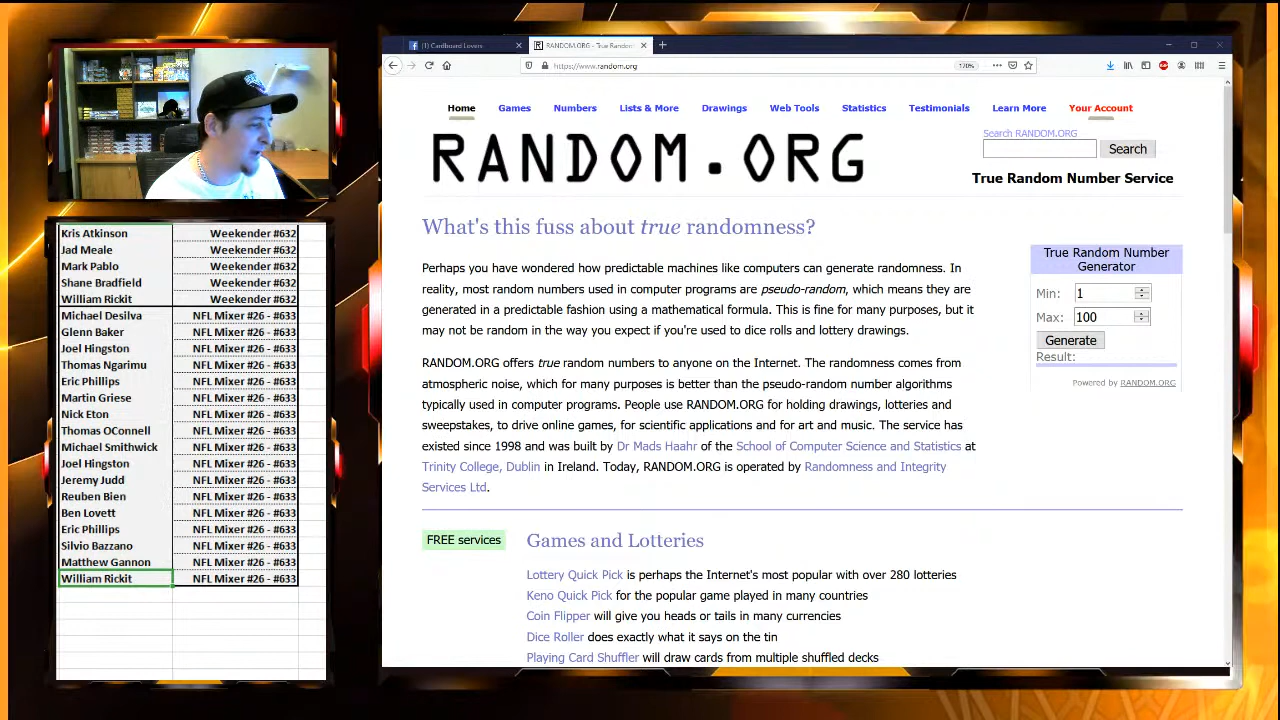 Kris Atkinson Weekender #632
Jad Meale Weekender #632
Mark Pablo Weekender #632
Shane Bradfield Weekender #632
William Rickit Weekender #632
Michael Desilva NFL Mixer #26 - #633
Glenn Baker NFL Mixer #26 - #633
Joel Hingston NFL Mixer #26 - #633
Thomas Ngarimu NFL Mixer #26 - #633
Eric Phillips NFL Mixer #26 - #633
Martin Griese NFL Mixer #26 - #633
Nick Eton NFL Mixer #26 - #633
Thomas OConnell NFL Mixer #26 - #633
Michael Smithwick NFL Mixer #26 - #633
Joel Hingston NFL Mixer #26 - #633
Jeremy Judd NFL Mixer #26 - #633
Reuben Bien NFL Mixer #26 - #633
Ben Lovett NFL Mixer #26 - #633
Eric Phillips NFL Mixer #26 - #633
Silvio Bazzano NFL Mixer #26 - #633
Matthew Gannon NFL Mixer #26 - #633
William Rickit NFL Mixer #26 - #633
(1) Cardboard Lovers
RANDOM.ORG - True Random
https://www.random.org
120%
Home Games Numbers Lists & More Drawings Web Tools Statistics Testimonials Learn More Your Account
RANDOM.ORG
Search RANDOM.ORG
Search
True Random Number Service
What's this fuss about true randomness?
Perhaps you have wondered how predictable machines like computers can generate randomness. In
reality, most random numbers used in computer programs are pseudo-random, which means they are
generated in a predictable fashion using a mathematical formula. This is fine for many purposes, but it
may not be random in the way you expect if you're used to dice rolls and lottery drawings.
RANDOM.ORG offers true random numbers to anyone on the Internet. The randomness comes from
atmospheric noise, which for many purposes is better than the pseudo-random number algorithms
typically used in computer programs. People use RANDOM.ORG for holding drawings, lotteries and
sweepstakes, to drive online games, for scientific applications and for art and music. The service has
existed since 1998 and was built by Dr Mads Haahr of the School of Computer Science and Statistics at
Trinity College, Dublin in Ireland. Today, RANDOM.ORG is operated by Randomness and Integrity
Services Ltd.
True Random Number
Generator
Min: 1
Max: 100
Generate
Result:
Powered by RANDOM.ORG
FREE services
Games and Lotteries
Lottery Quick Pick is perhaps the Internet's most popular with over 280 lotteries
Keno Quick Pick for the popular game played in many countries
Coin Flipper will give you heads or tails in many currencies
Dice Roller does exactly what it says on the tin
Playing Card Shuffler will draw cards from multiple shuffled decks